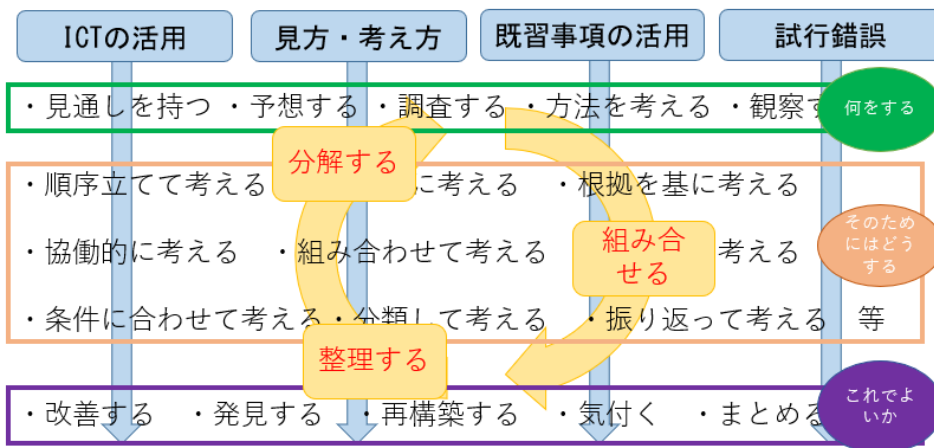 ICTの活用 見方・考え方 既習事項の活用 試行錯誤
・見通しを持つ ・予想する ・調査する ・方法を考える ・観察す
何をする
分解する
・順序立てて考える に考える ・根拠を基に考える
そのため
にはどう
する
・協働的に考える ・組み合わせて考える 考える
組み合
せる
・条件に合わせて考える・分類して考える ・振り返って考える 等
整理する
・改善する ・発見する ・再構築する ・気付く ・まとめる
これでよ
いか